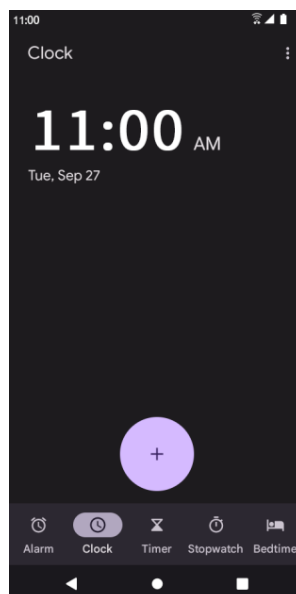 11:00
Clock
11:00 AM
Tue, Sep 27
Alarm Clock Timer Stopwatch Bedtime